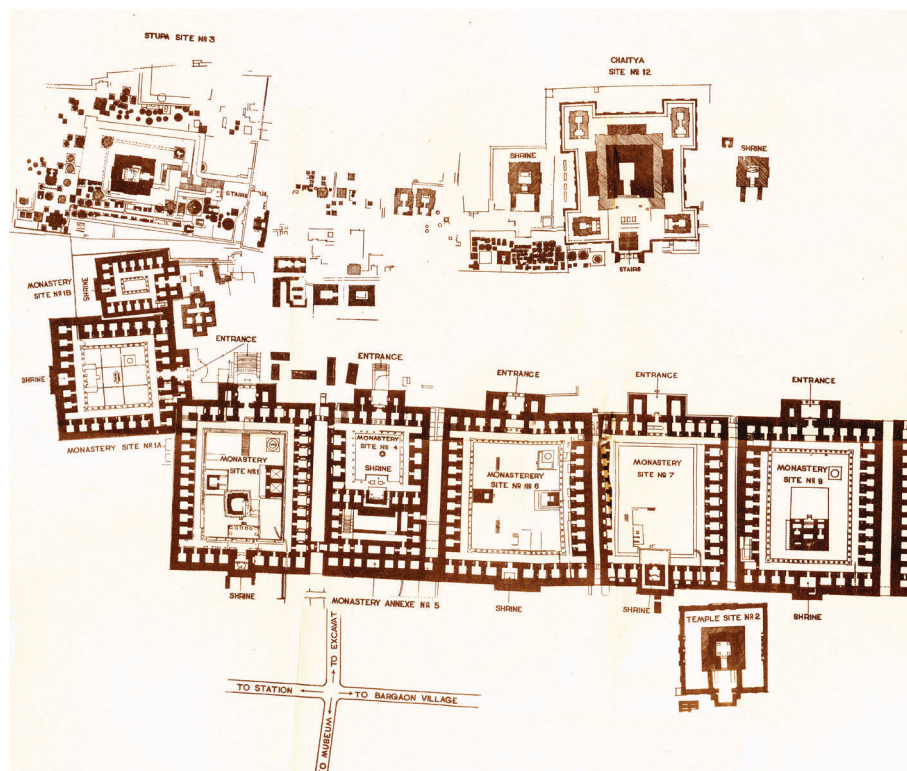 STUPA SITE Nº 3
CHAITYA
SITE Nº 12
SHRINE
SHRINE
STAIR
STAIRS
MONASTERY
SITE Nº 1B
SHRINE
ENTRANCE
SHRINE
MONASTERY SITE Nº 1A
ENTRANCE
ENTRANCE
ENTRANCE
ENTRANCE
MONASTERY
SITE Nº 1
MONASTERY
SITE Nº 4
SHRINE
MONASTERERY
SITE Nº Nº 6
MONASTERY
SITE Nº 7
MONASTERY
SITE Nº 8
SHRINE
MONASTERY ANNEXE Nº 5
SHRINE
SHRINE
SHRINE
TEMPLE SITE Nº 2
TO EXCAVAT
TO STATION
TO BARGAON VILLAGE
O MUSEUM